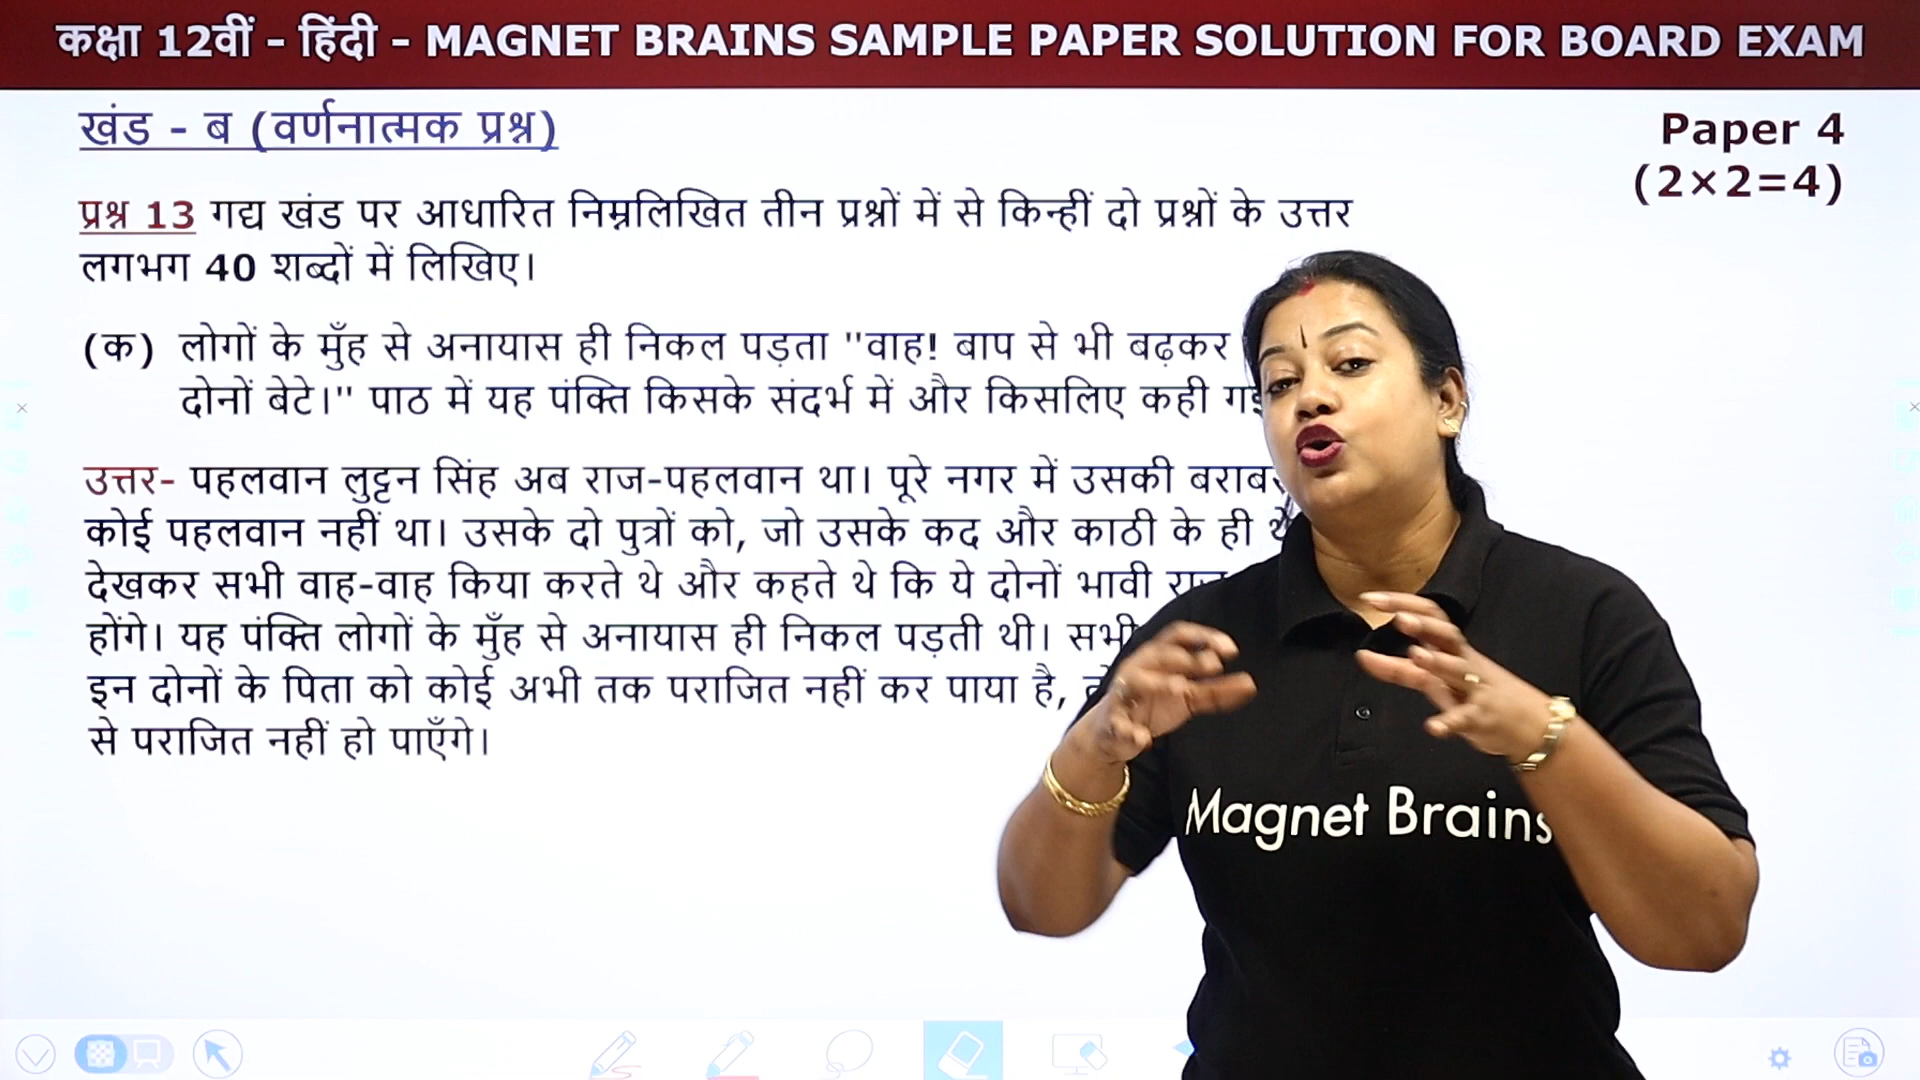 कक्षा 12वीं - हिंदी - MAGNET BRAINS SAMPLE PAPER SOLUTION FOR BOARD EXAM
खंड - ब (वर्णनात्मक प्रश्न)
Paper 4
(2×2=4)
प्रश्न 13 गद्य खंड पर आधारित निम्नलिखित तीन प्रश्नों में से किन्हीं दो प्रश्नों के उत्तर
लगभग 40 शब्दों में लिखिए।
(क) लोगों के मुँह से अनायास ही निकल पड़ता "वाह! बाप से भी बढ़कर
दोनों बेटे।" पाठ में यह पंक्ति किसके संदर्भ में और किसलिए कही
उत्तर- पहलवान लुट्टन सिंह अब राज-पहलवान था। पूरे नगर में उसकी
कोई पहलवान नहीं था। उसके दो पुत्रों को, जो उसके कद और काठी के ही
देखकर सभी वाह-वाह किया करते थे और कहते थे कि ये दोनों भावी
होंगे। यह पंक्ति लोगों के मुँह से अनायास ही निकल पड़ती थी। सभी
इन दोनों के पिता को कोई अभी तक पराजित नहीं कर पाया है,
से पराजित नहीं हो पाएँगे।
Magnet Brains